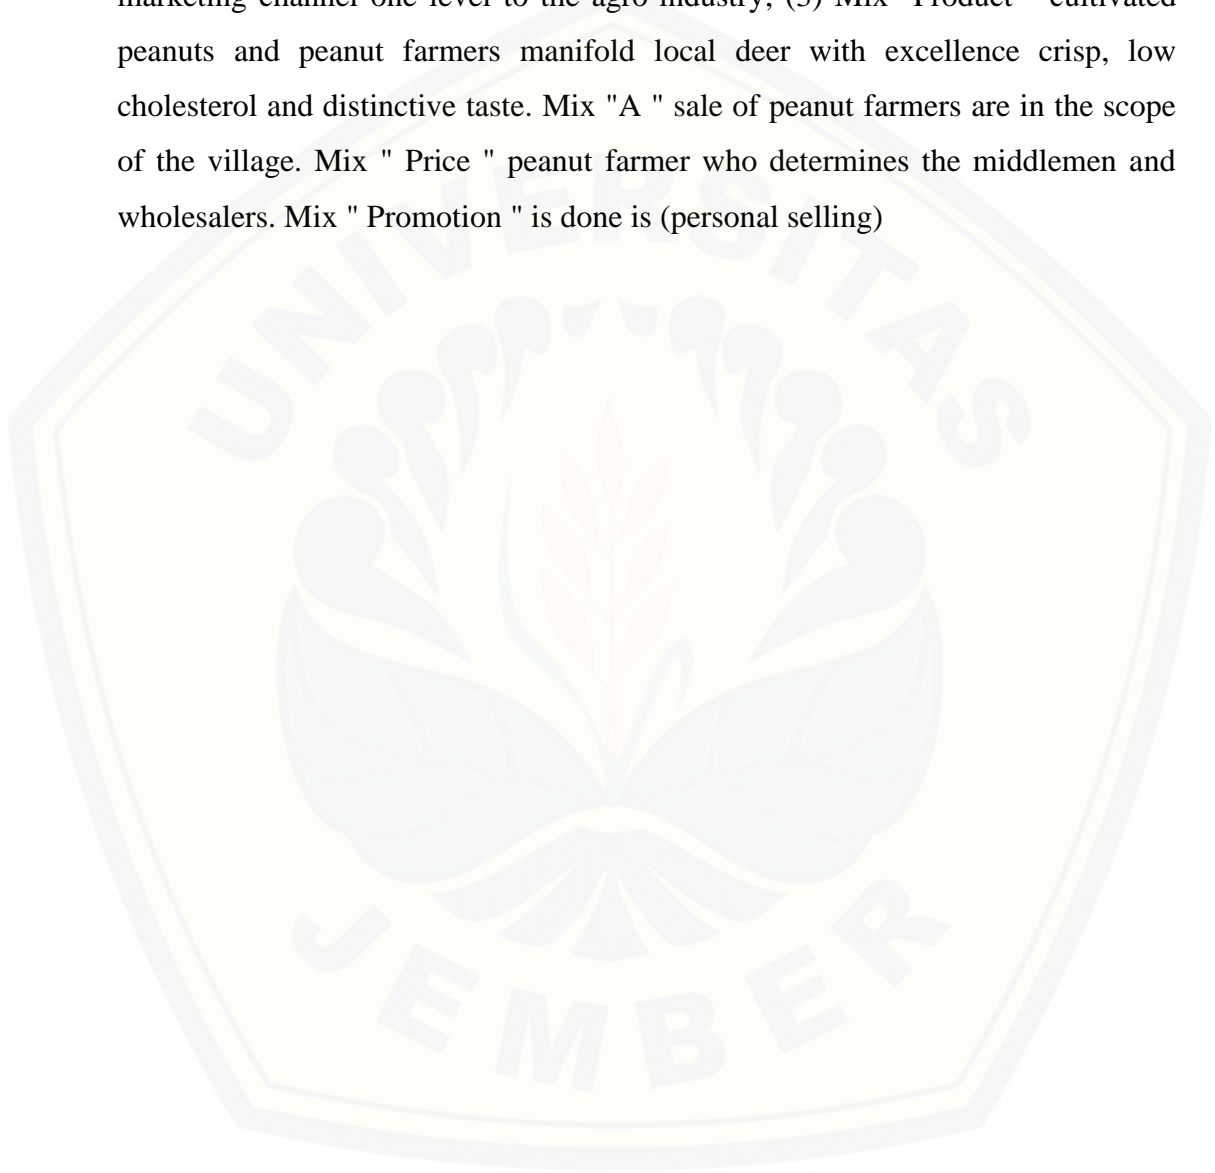 marketing channel one level to the agro industry; (3) Mix "Product " cultivated
peanuts and peanut farmers manifold local deer with excellence crisp, low
cholesterol and distinctive taste. Mix "A " sale of peanut farmers are in the scope
of the village. Mix " Price " peanut farmer who determines the middlemen and
wholesalers. Mix " Promotion " is done is (personal selling)
UNIVERSITAS
JEMBER